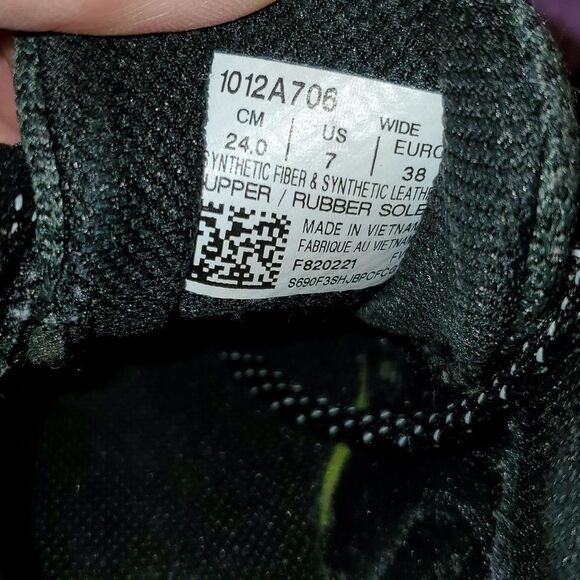 1012A706
CM US WIDE EURO
24.0 7 38
SYNTHETIC FIBER & SYNTHETIC
UPPER / RUBBER SOLE
MADE IN VIETNAM
FABRIQUE AU VIETNAM
F820221